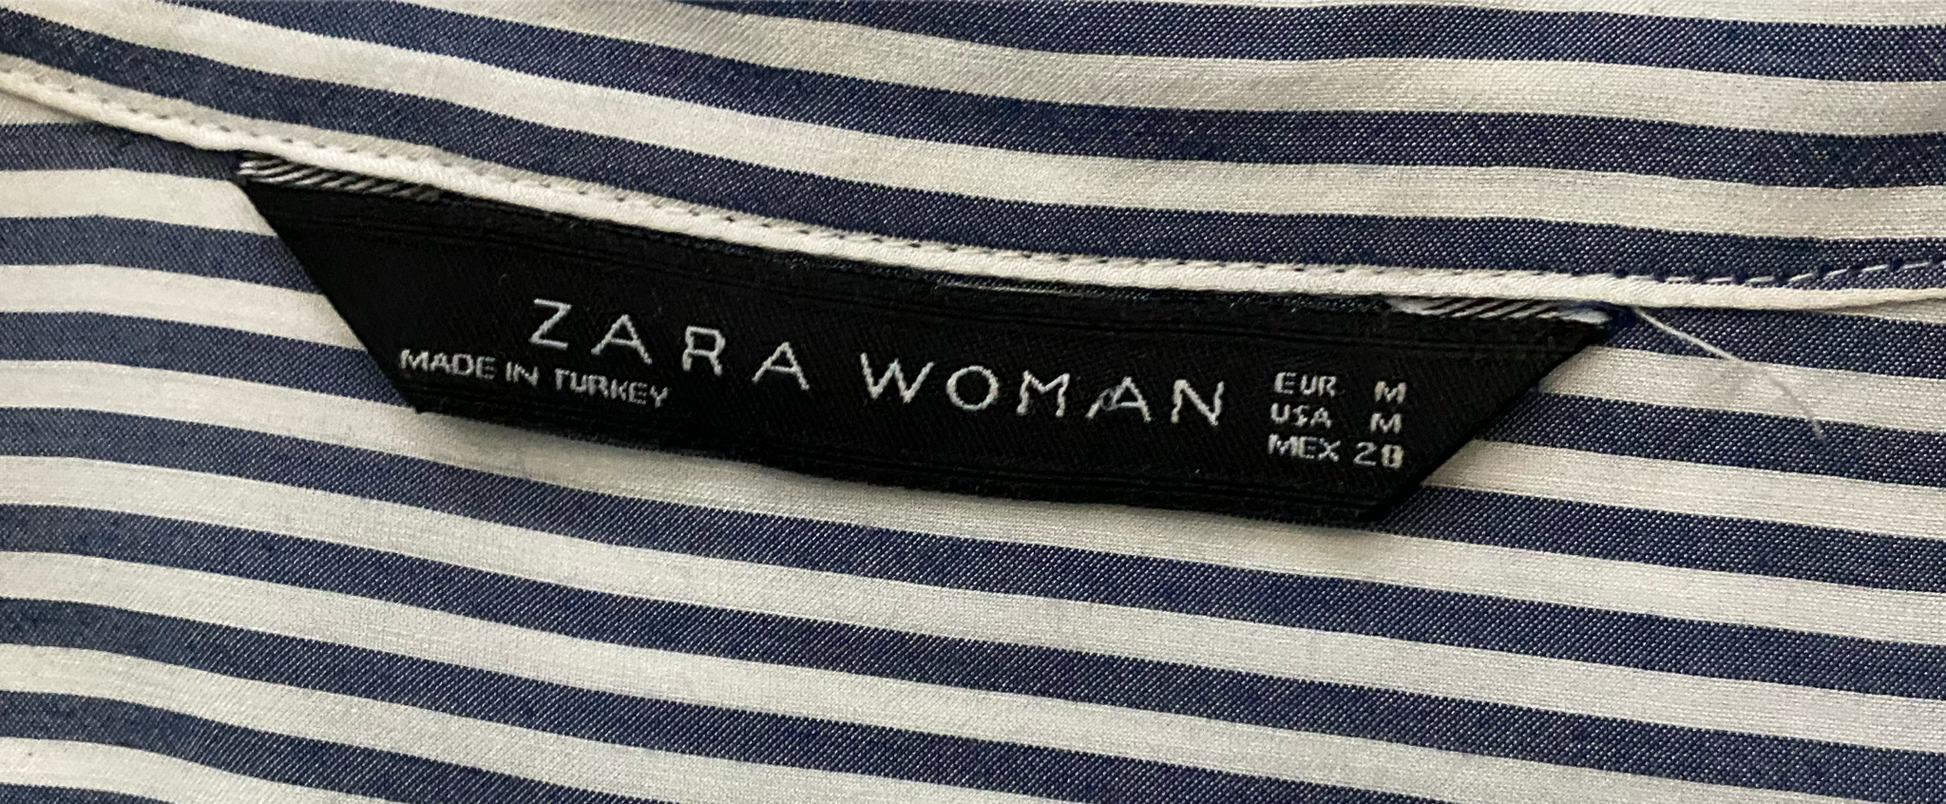 ZARA WOMAN
MADE IN TURKEY
EUR M
USA M
MEX 28